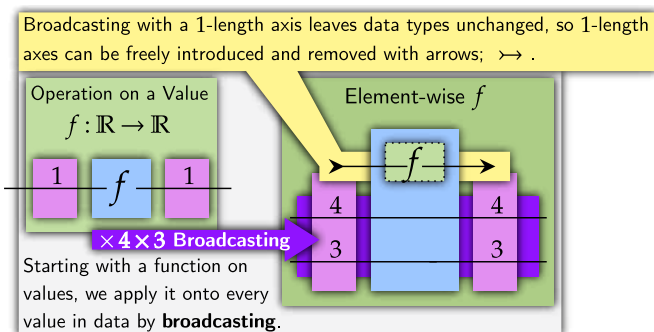 Broadcasting with a 1-length axis leaves data types unchanged, so 1-length
axes can be freely introduced and removed with arrows; ↣ .
Operation on a Value
f : ℝ → ℝ
1
f
1
Element-wise f
f
4
4
3
3
× 4 × 3 Broadcasting
Starting with a function on
values, we apply it onto every
value in data by broadcasting.